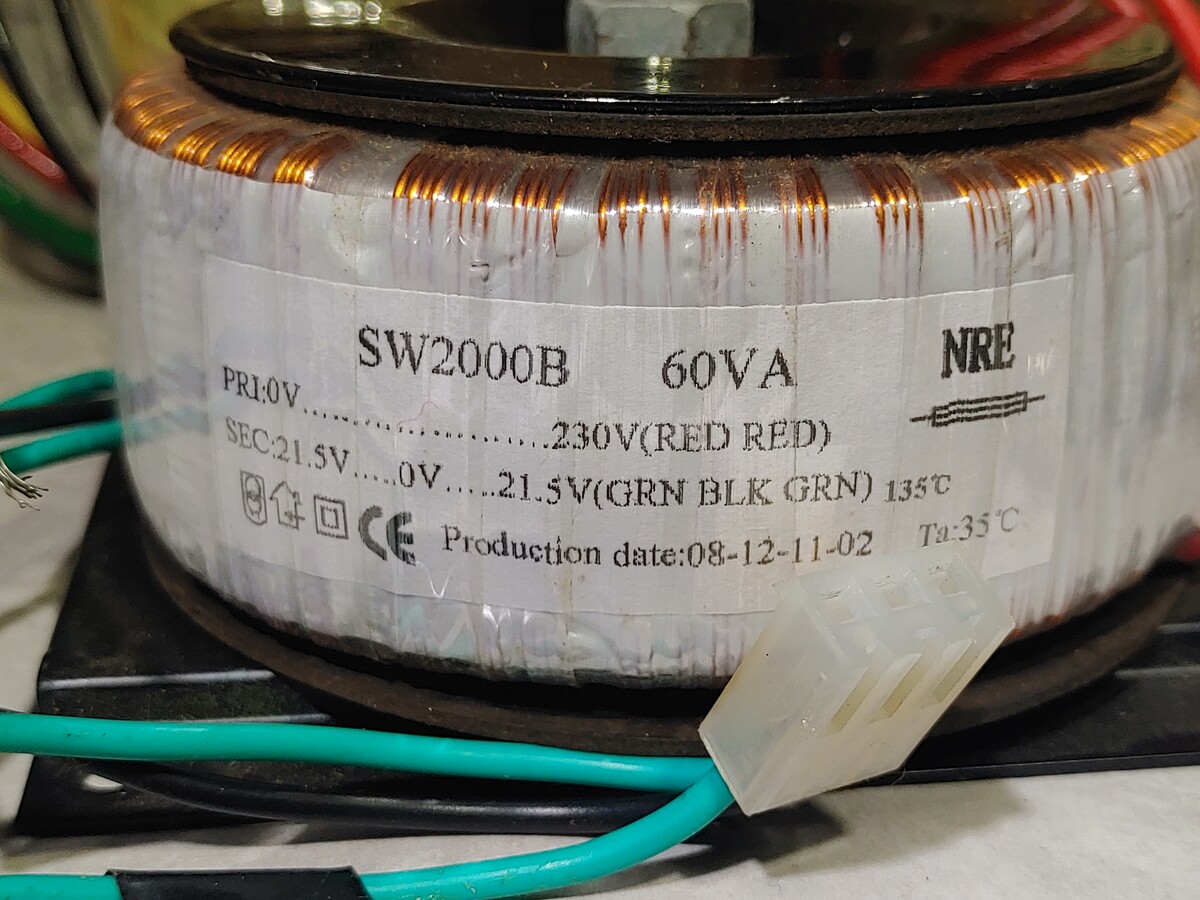 SW2000B 60VA NRE
PRI:0V.......................230V(RED RED)
SEC:21.5V.....0V.....21.5V(GRN BLK GRN) 135℃
CE Production date:08-12-11-02 Ta:35℃